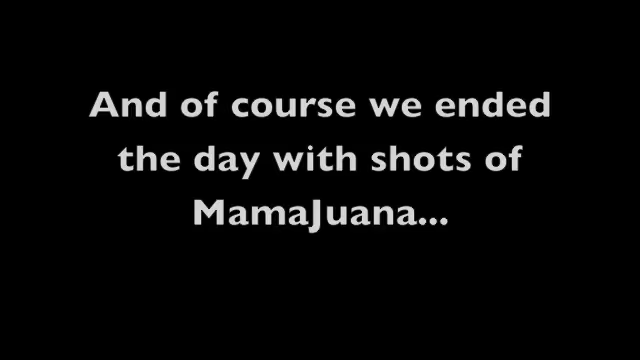 And of course we ended
the day with shots of
MamaJuana...